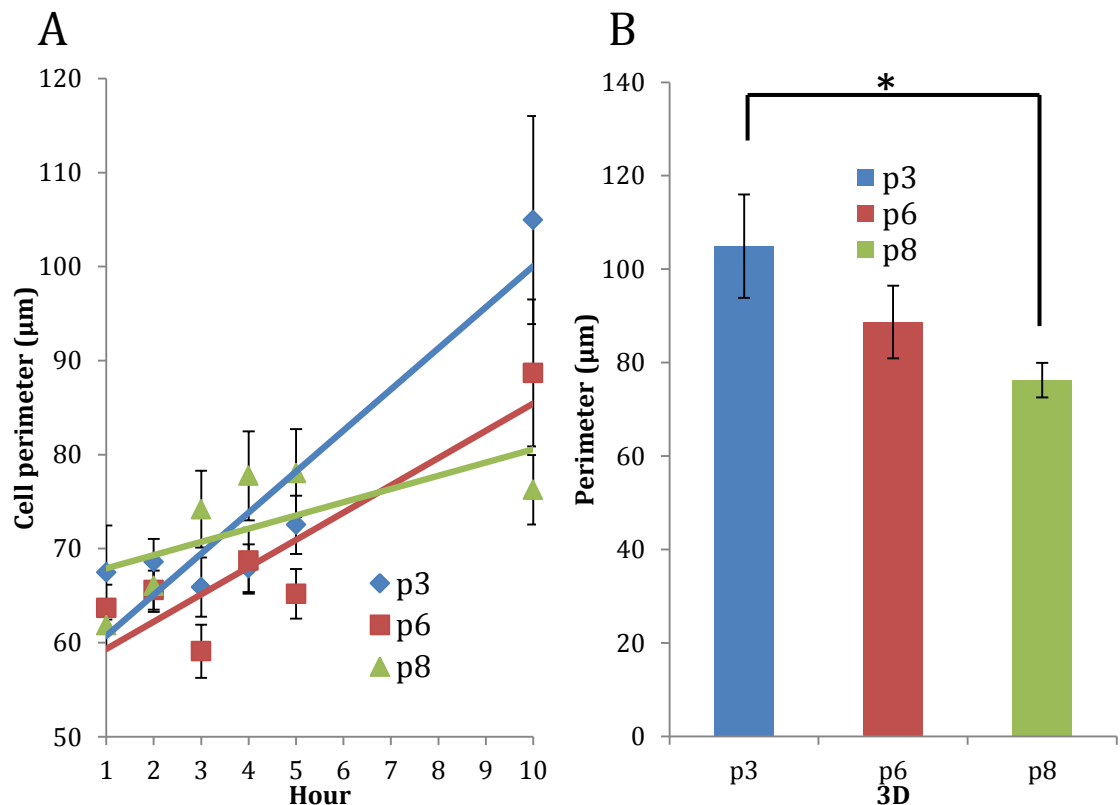 A
120
110
100
90
80
70
60
50
Cell perimeter (µm)
p3
p6
p8
1 2 3 4 5 6 7 8 9 10
Hour
B
140
120
100
80
60
40
20
0
Perimeter (µm)
*
p3
p6
p8
p3 p6 p8
3D